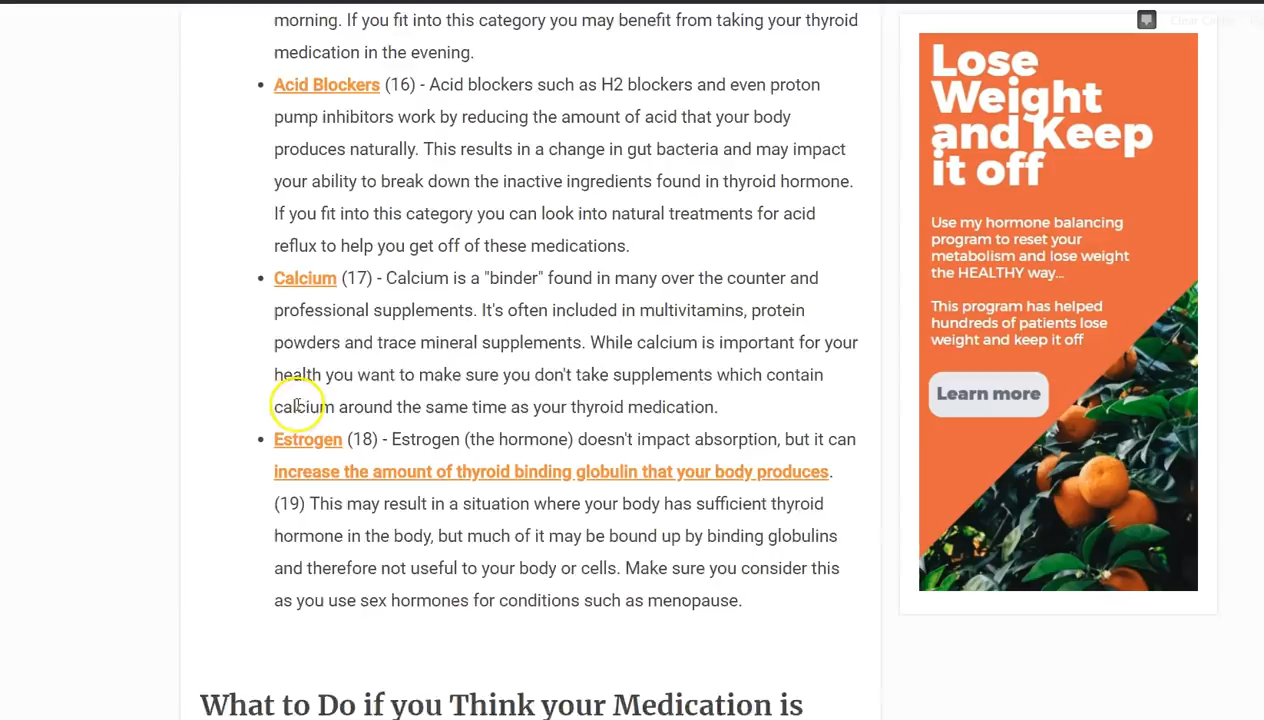 morning. If you fit into this category you may benefit from taking your thyroid
medication in the evening.
• Acid Blockers (16) - Acid blockers such as H2 blockers and even proton
pump inhibitors work by reducing the amount of acid that your body
produces naturally. This results in a change in gut bacteria and may impact
your ability to break down the inactive ingredients found in thyroid hormone.
If you fit into this category you can look into natural treatments for acid
reflux to help you get off of these medications.
• Calcium (17) - Calcium is a "binder" found in many over the counter and
professional supplements. It's often included in multivitamins, protein
powders and trace mineral supplements. While calcium is important for your
health you want to make sure you don't take supplements which contain
calcium around the same time as your thyroid medication.
• Estrogen (18) - Estrogen (the hormone) doesn't impact absorption, but it can
increase the amount of thyroid binding globulin that your body produces.
(19) This may result in a situation where your body has sufficient thyroid
hormone in the body, but much of it may be bound up by binding globulins
and therefore not useful to your body or cells. Make sure you consider this
as you use sex hormones for conditions such as menopause.
What to Do if you Think your Medication is
Lose
Weight
and Keep
it off
Use my hormone balancing
program to reset your
metabolism and lose weight
the HEALTHY way...
This program has helped
hundreds of patients lose
weight and keep it off
Learn more